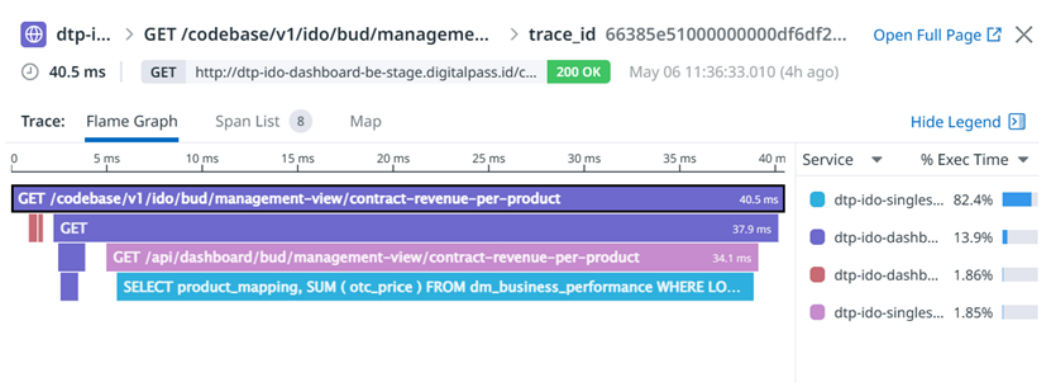 dtp-i... > GET /codebase/v1/ido/bud/manageme... > trace_id 66385e51000000000df6df2... Open Full Page
40.5 ms GET http://dtp-ido-dashboard-be-stage.digitalpass.id/c... 200 OK May 06 11:36:33.010 (4h ago)
Trace: Flame Graph Span List 8 Map Hide Legend
0 5 ms 10 ms 15 ms 20 ms 25 ms 30 ms 35 ms 40 m
GET /codebase/v1/ido/bud/management-view/contract-revenue-per-product 40.5 ms
GET 37.9 ms
GET /api/dashboard/bud/management-view/contract-revenue-per-product 34.1 ms
SELECT product_mapping, SUM ( otc_price ) FROM dm_business_performance WHERE LO...
Service % Exec Time
dtp-ido-singles... 82.4%
dtp-ido-dashb... 13.9%
dtp-ido-dashb... 1.86%
dtp-ido-singles... 1.85%